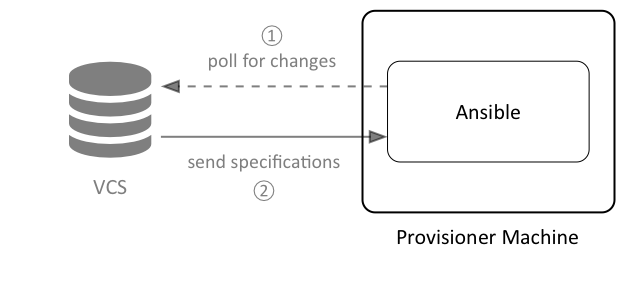 ①
poll for changes
Ansible
send specifications
②
VCS
Provisioner Machine